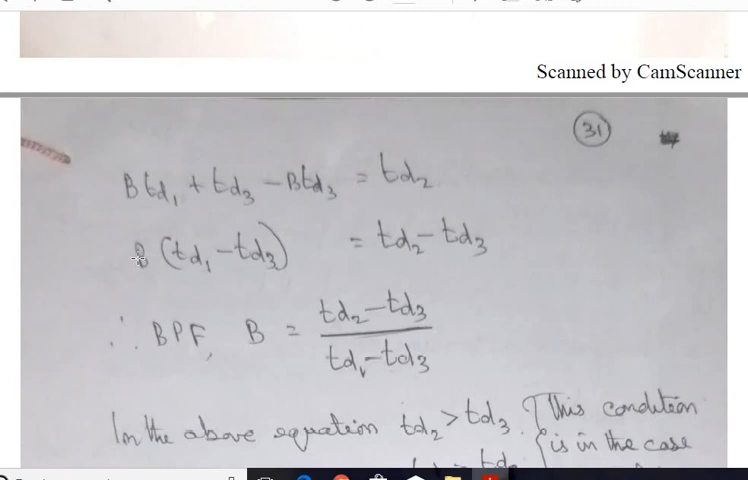 Scanned by CamScanner
31
Btd₁ + td₃ - Btd₃ = td₂
B (td₁ - td₃) = td₂ - td₃
∴ BPF, B = (td₂ - td₃) / (td₁ - td₃)
In the above equation td₂ > td₃. { This condition
is in the case